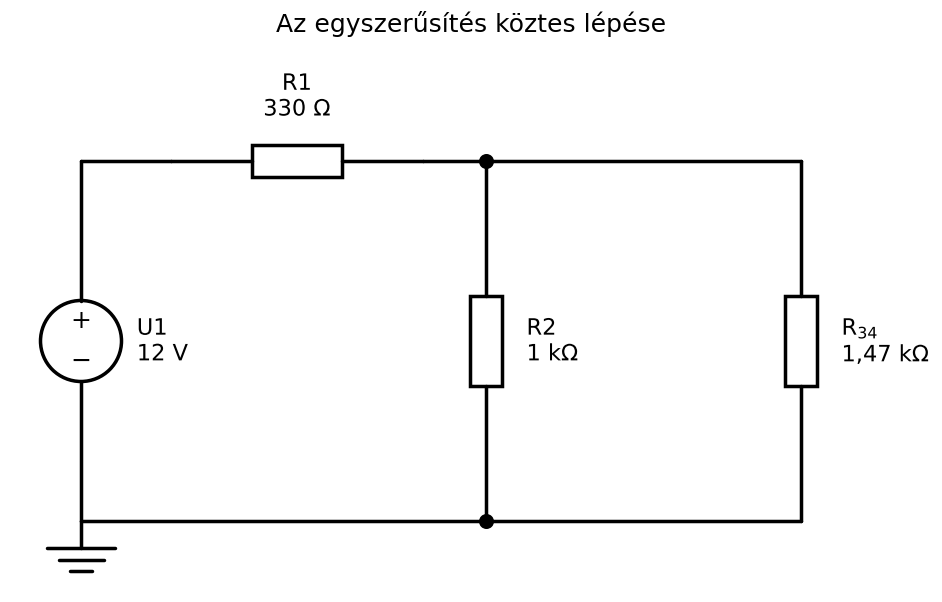 Az egyszerűsítés köztes lépése
R1
330 Ω
+
−
U1
12 V
R2
1 kΩ
R₃₄
1,47 kΩ